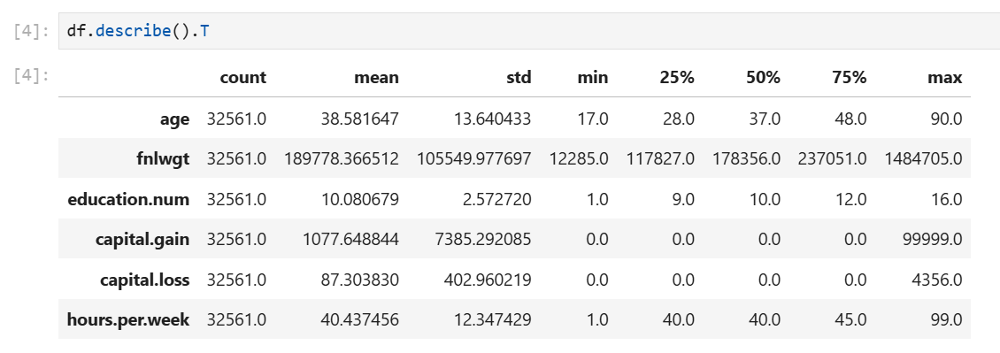 [4]: df.describe().T
[4]: count mean std min 25% 50% 75% max
age 32561.0 38.581647 13.640433 17.0 28.0 37.0 48.0 90.0
fnlwgt 32561.0 189778.366512 105549.977697 12285.0 117827.0 178356.0 237051.0 1484705.0
education.num 32561.0 10.080679 2.572720 1.0 9.0 10.0 12.0 16.0
capital.gain 32561.0 1077.648844 7385.292085 0.0 0.0 0.0 0.0 99999.0
capital.loss 32561.0 87.303830 402.960219 0.0 0.0 0.0 0.0 4356.0
hours.per.week 32561.0 40.437456 12.347429 1.0 40.0 40.0 45.0 99.0